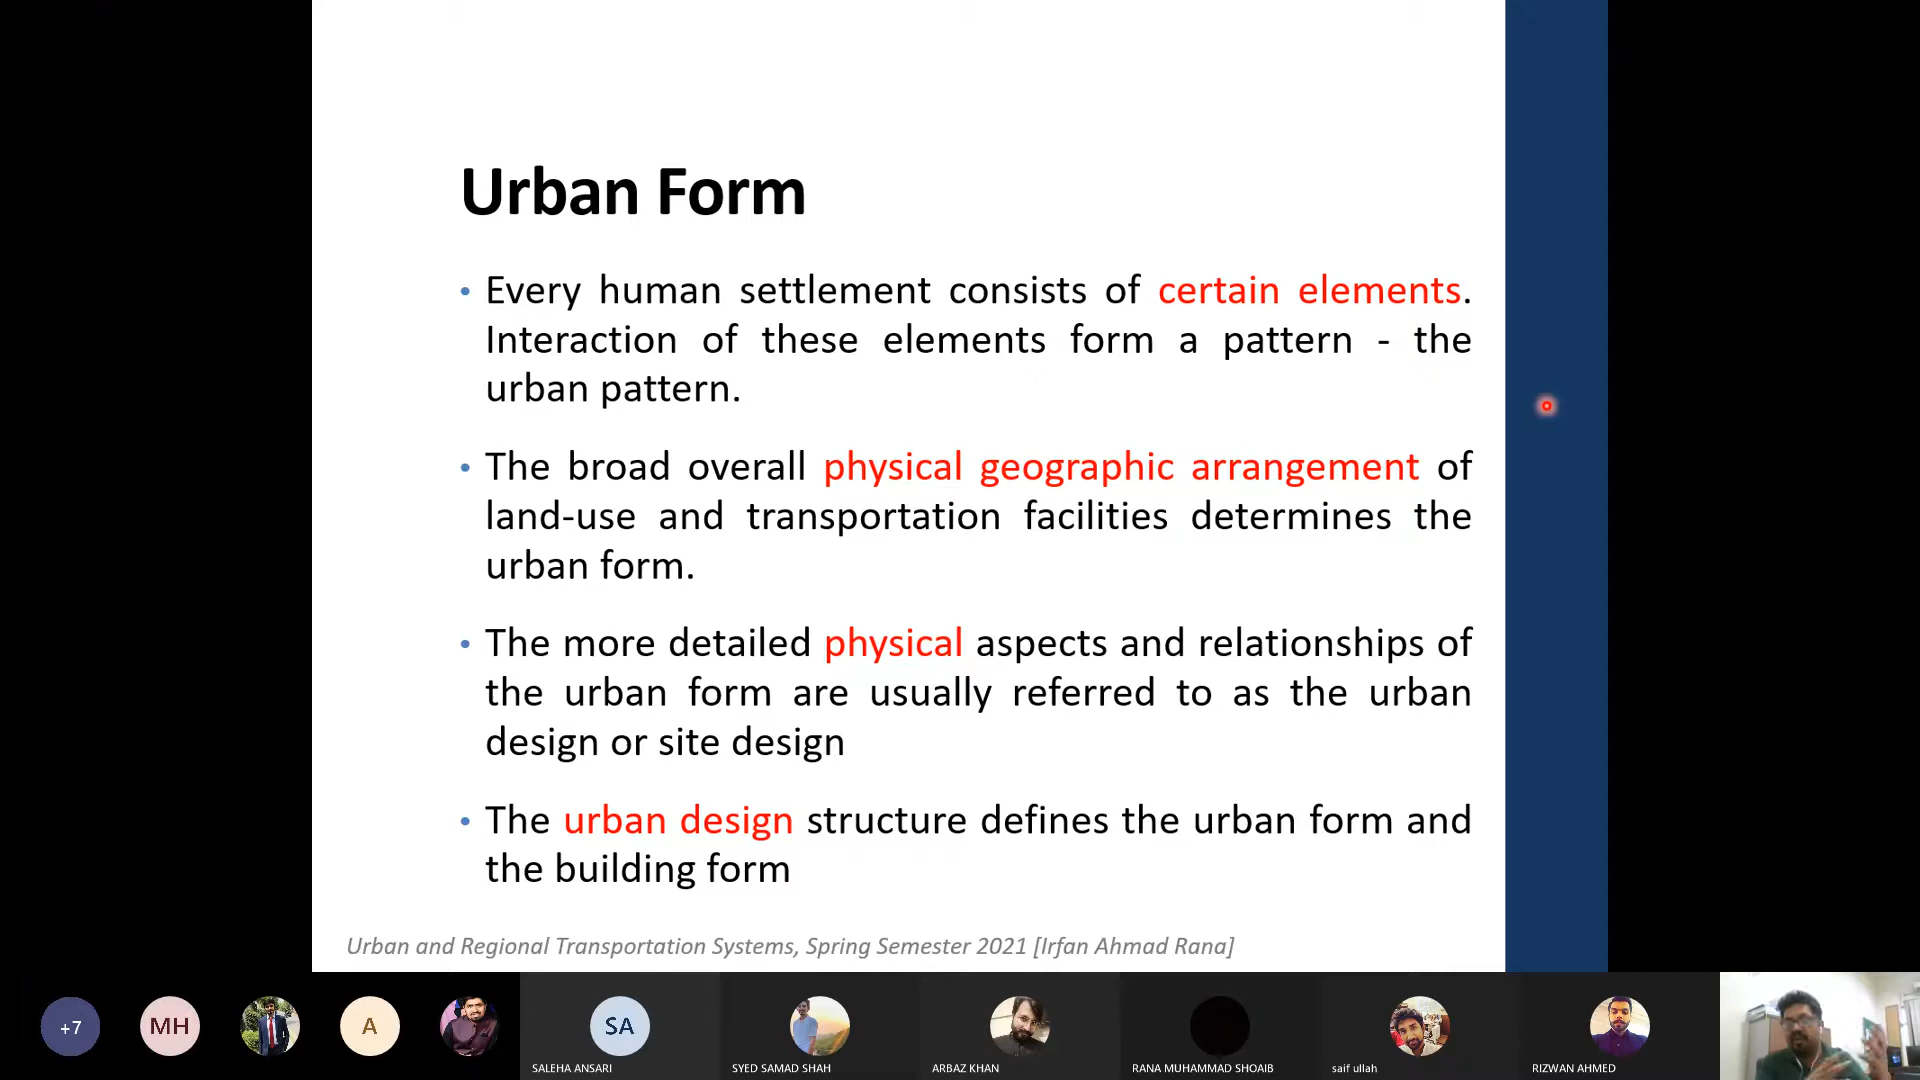 Urban Form
• Every human settlement consists of certain elements.
Interaction of these elements form a pattern - the
urban pattern.
• The broad overall physical geographic arrangement of
land-use and transportation facilities determines the
urban form.
• The more detailed physical aspects and relationships of
the urban form are usually referred to as the urban
design or site design
• The urban design structure defines the urban form and
the building form
Urban and Regional Transportation Systems, Spring Semester 2021 [Irfan Ahmad Rana]
+7
MH
A
SA
SALEHA ANSARI
SYED SAMAD SHAH
ARBAZ KHAN
RANA MUHAMMAD SHOAIB
saif ullah
RIZWAN AHMED